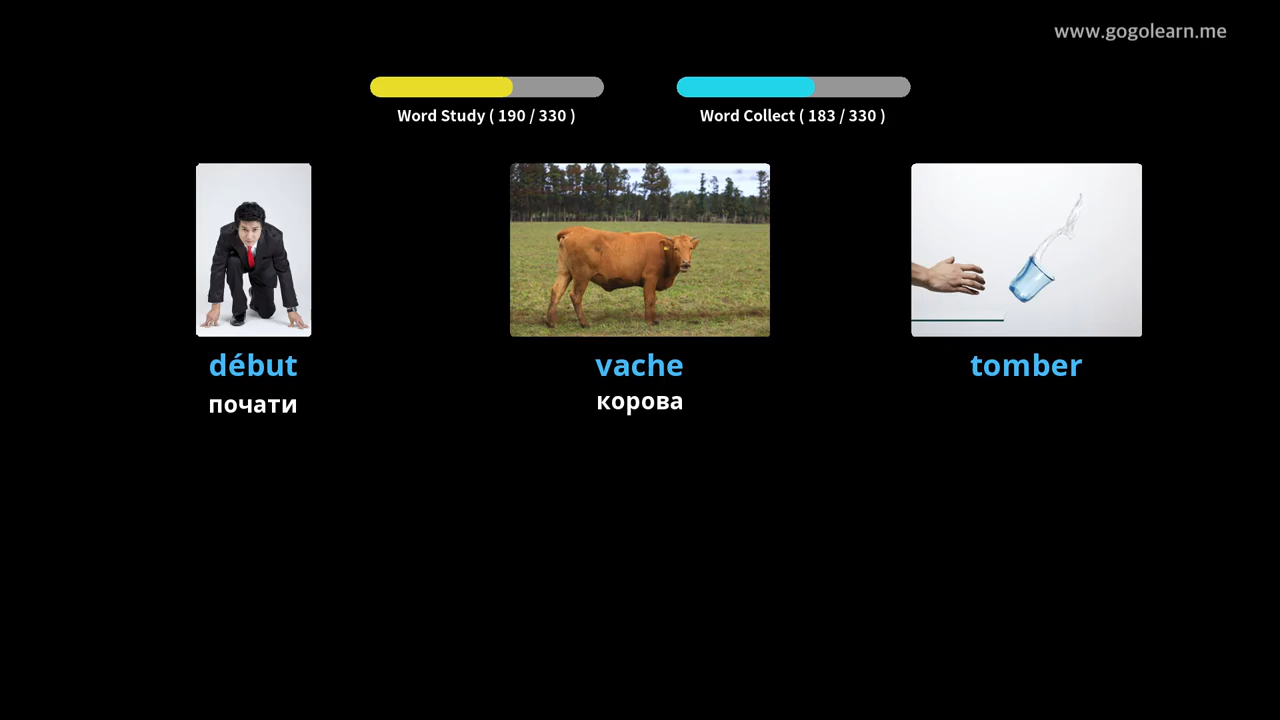 www.gogolearn.me
Word Study ( 190 / 330 )
Word Collect ( 183 / 330 )
début
почати
vache
корова
tomber